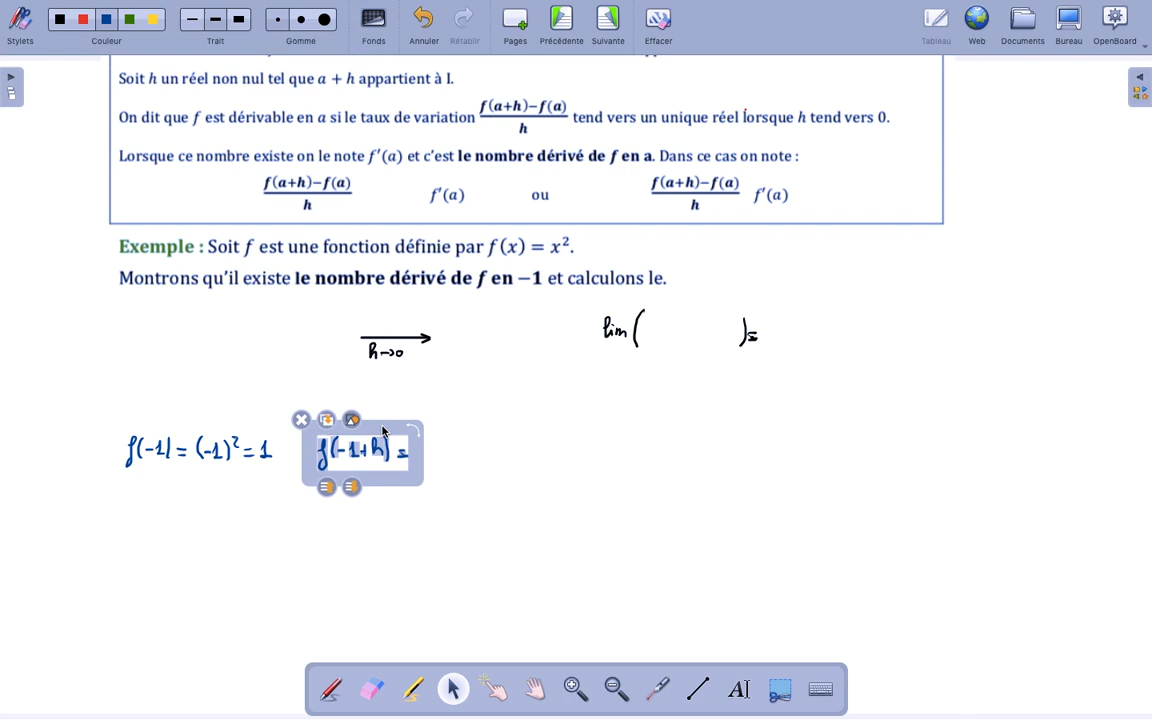 Stylets Couleur Trait Gomme Fonds Annuler Rétablir Pages Précédente Suivante Effacer Tableau Web Documents Bureau OpenBoard
Soit h un réel non nul tel que a + h appartient à I.
On dit que f est dérivable en a si le taux de variation f(a+h)−f(a)/h tend vers un unique réel lorsque h tend vers 0.
Lorsque ce nombre existe on le note f′(a) et c'est le nombre dérivé de f en a. Dans ce cas on note :
f(a+h)−f(a)/h f′(a) ou f(a+h)−f(a)/h f′(a)
Exemple : Soit f est une fonction définie par f(x) = x².
Montrons qu'il existe le nombre dérivé de f en −1 et calculons le.
lim( )=
h→0
f(-1) = (-1)² = 1 f(-1+h) =